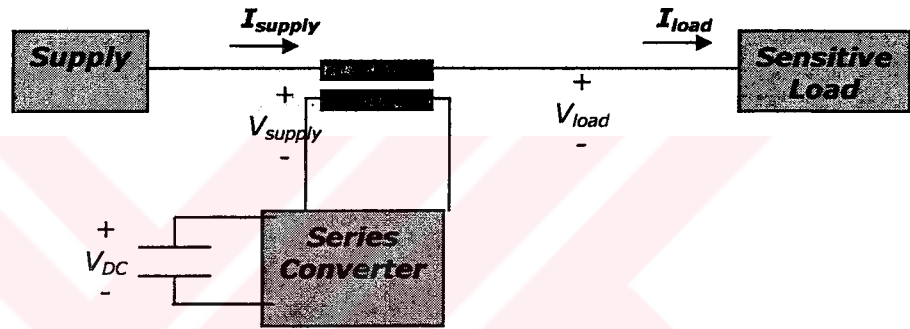 I supply
I load
Supply
Sensitive
Load
+
V supply
-
+
V load
-
Series
Converter
+
V DC
-